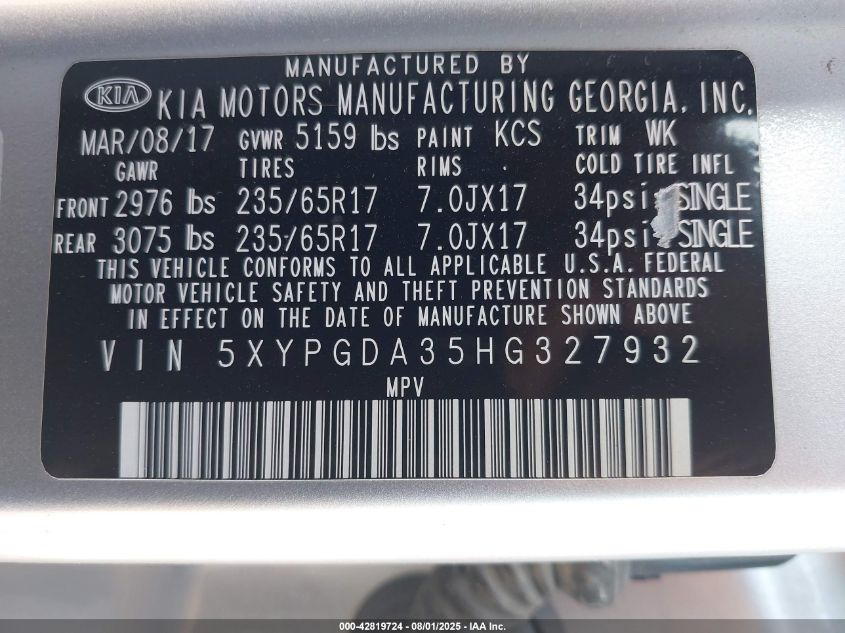 MANUFACTURED BY
KIA KIA MOTORS MANUFACTURING GEORGIA, INC.
MAR/08/17 GVWR 5159 lbs PAINT KCS TRIM WK
GAWR TIRES RIMS COLD TIRE INFL
FRONT 2976 lbs 235/65R17 7.0JX17 34psi SINGLE
REAR 3075 lbs 235/65R17 7.0JX17 34psi SINGLE
THIS VEHICLE CONFORMS TO ALL APPLICABLE U.S.A. FEDERAL
MOTOR VEHICLE SAFETY AND THEFT PREVENTION STANDARDS
IN EFFECT ON THE DATE OF MANUFACTURE SHOWN ABOVE.
VIN 5XYPGDA35HG327932
MPV
000-42819724 - 08/01/2025 - IAA Inc.